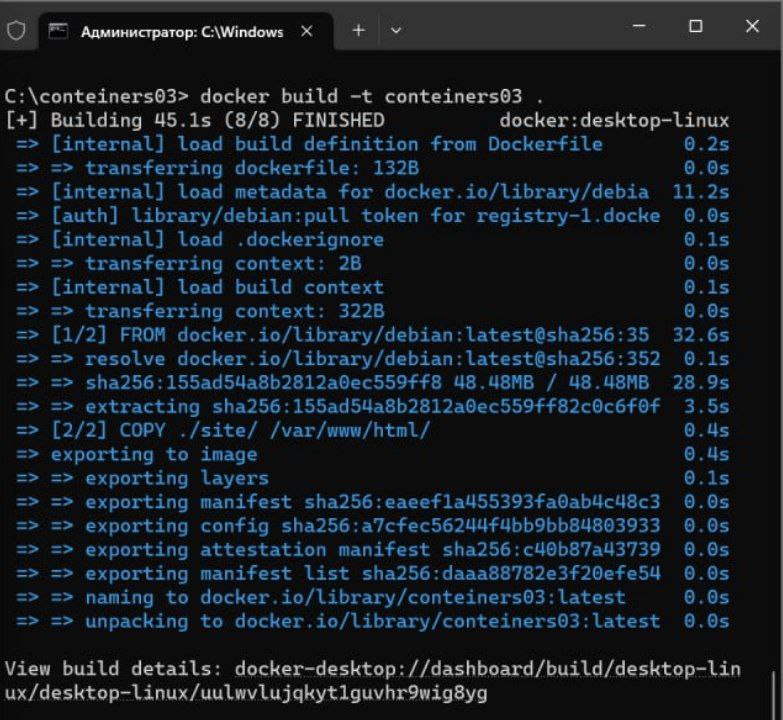 Администратор: C:\Windows
C:\conteiners03> docker build -t conteiners03 .
[+] Building 45.1s (8/8) FINISHED docker:desktop-linux
=> [internal] load build definition from Dockerfile 0.2s
=> => transferring dockerfile: 132B 0.0s
=> [internal] load metadata for docker.io/library/debia 11.2s
=> [auth] library/debian:pull token for registry-1.docke 0.0s
=> [internal] load .dockerignore 0.1s
=> => transferring context: 2B 0.0s
=> [internal] load build context 0.1s
=> => transferring context: 322B 0.0s
=> [1/2] FROM docker.io/library/debian:latest@sha256:35 32.6s
=> => resolve docker.io/library/debian:latest@sha256:352 0.1s
=> => sha256:155ad54a8b2812a0ec559ff8 48.48MB / 48.48MB 28.9s
=> => extracting sha256:155ad54a8b2812a0ec559ff82c0c6f0f 3.5s
=> [2/2] COPY ./site/ /var/www/html/ 0.4s
=> exporting to image 0.4s
=> => exporting layers 0.1s
=> => exporting manifest sha256:eaeef1a455393fa0ab4c48c3 0.0s
=> => exporting config sha256:a7cfec56244f4bb9bb84803933 0.0s
=> => exporting attestation manifest sha256:c40b87a43739 0.0s
=> => exporting manifest list sha256:daaa88782e3f20efe54 0.0s
=> => naming to docker.io/library/conteiners03:latest 0.0s
=> => unpacking to docker.io/library/conteiners03:latest 0.0s
View build details: docker-desktop://dashboard/build/desktop-lin
ux/desktop-linux/uulwvlujqkyt1guvhr9wig8yg